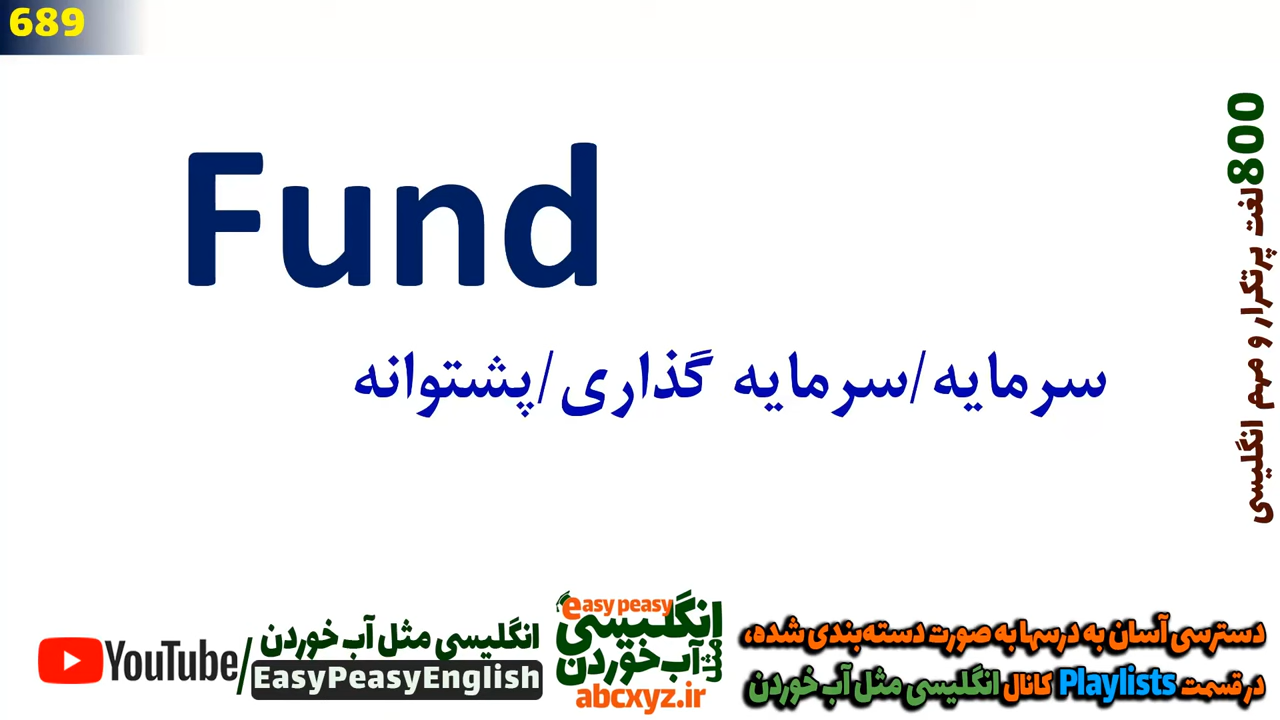 689
Fund
سرمایه/سرمایه گذاری/پشتوانه
800 لغت پرتکرار و مهم انگلیسی
YouTube/
انگلیسی مثل آب خوردن
EasyPeasyEnglish
easy peasy
انگلیسی
مثل
آب خوردن
abcxyz.ir
دسترسی آسان به درسها به صورت دسته‌بندی شده،
در قسمت Playlists کانال انگلیسی مثل آب خوردن